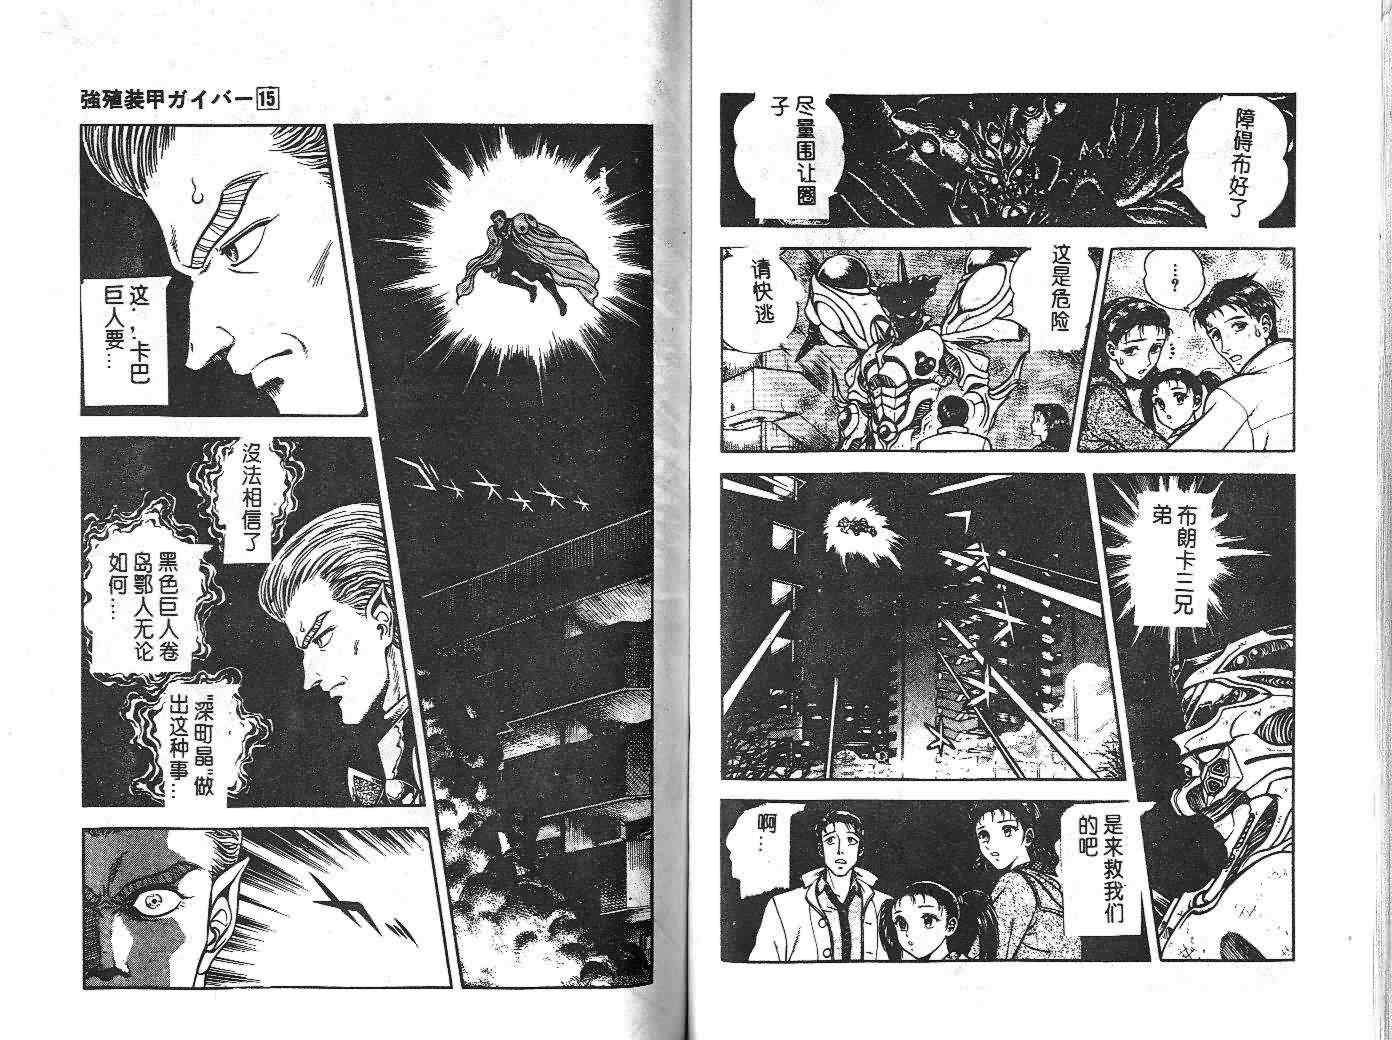 強殖装甲ガイバー15
障碍布好了
尽量围让圈
子
…?
…
这是危险
请快逃
布朗卡三兄
弟
是来救我们
的吧
啊
…
这.,.卡巴
巨人要…
沒法相信了
黑色巨人卷
岛鄂人无论
如何…
"深町晶"做
出这种事…